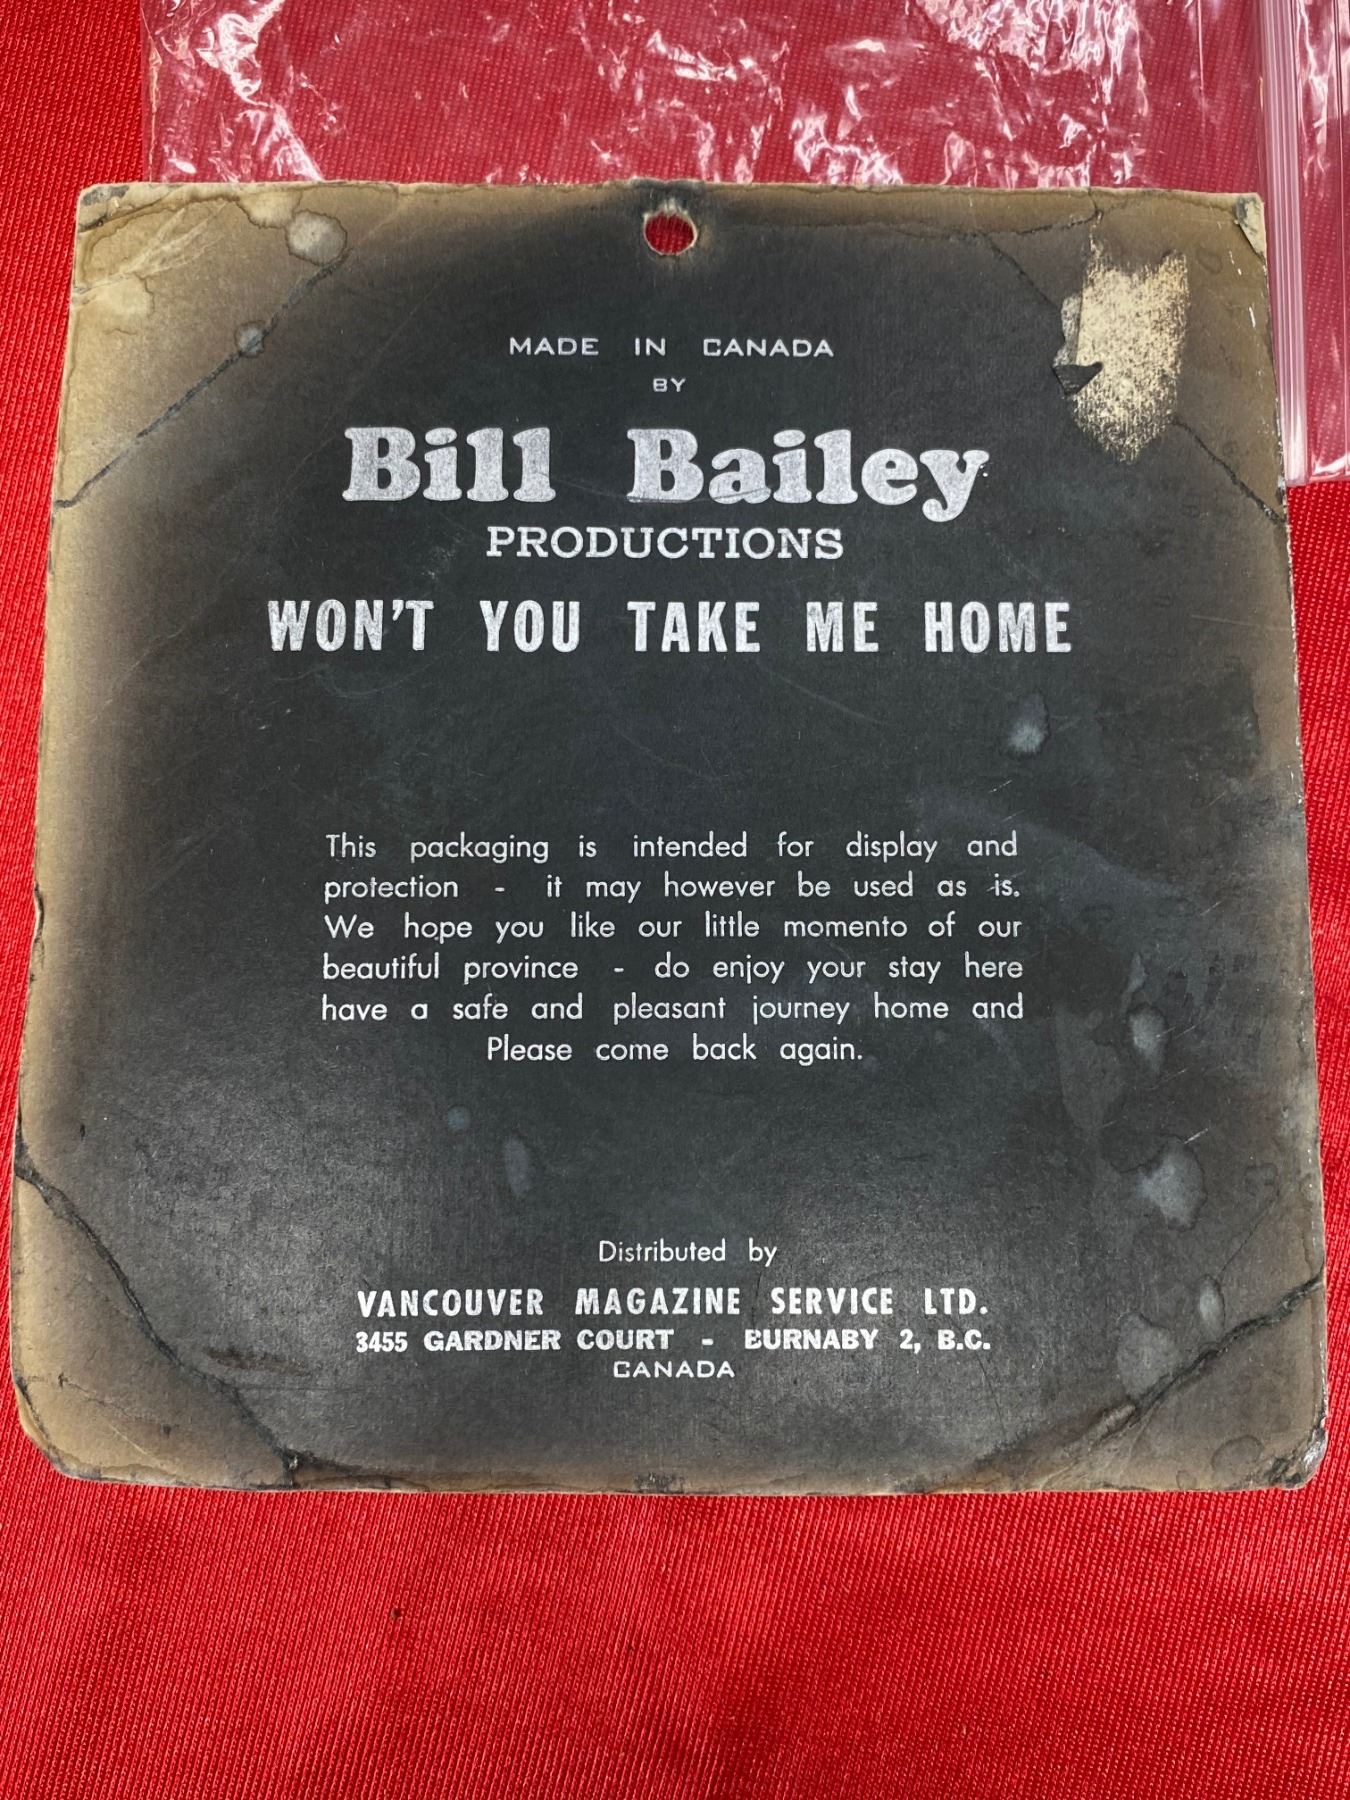 MADE IN CANADA
BY
Bill Bailey
PRODUCTIONS
WON'T YOU TAKE ME HOME
This packaging is intended for display and
protection - it may however be used as is.
We hope you like our little momento of our
beautiful province - do enjoy your stay here
have a safe and pleasant journey home and
Please come back again.
Distributed by
VANCOUVER MAGAZINE SERVICE LTD.
3455 GARDNER COURT - BURNABY 2, B.C.
CANADA